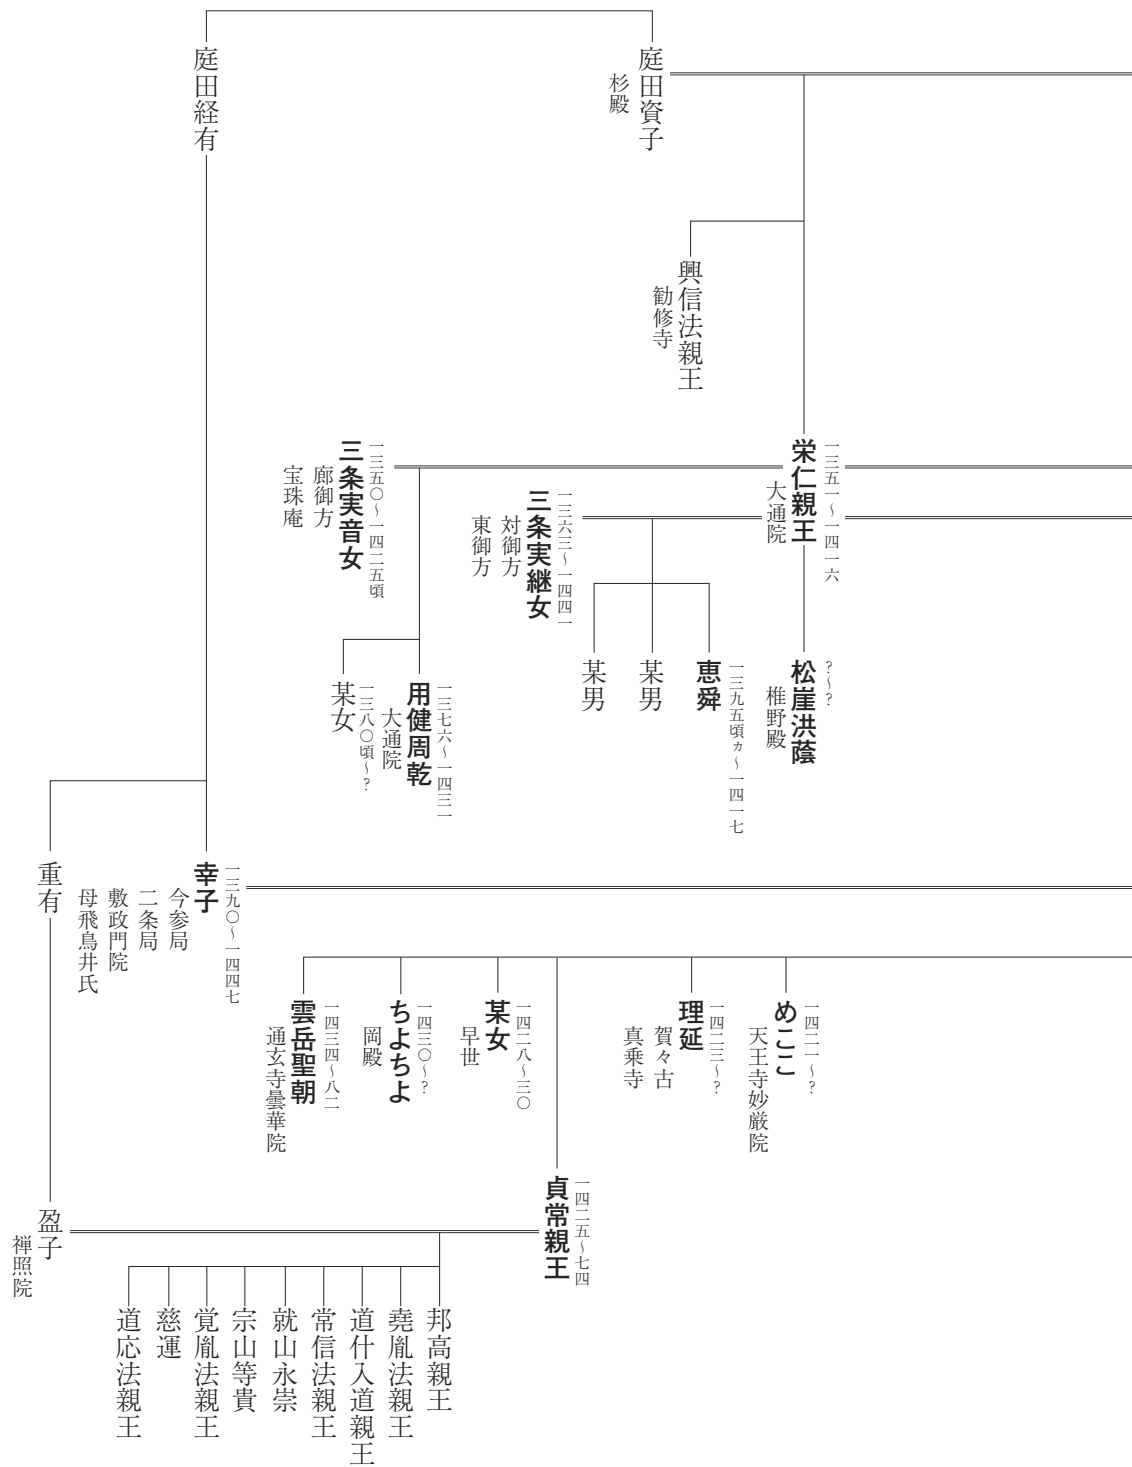 庭田資子
杉殿
庭田経有
興信法親王
勧修寺
一三五一〜一四一六
栄仁親王
大通院
一三六三〜一四四一
三条実継女
対御方
東御方
一三五〇〜一四二五頃
三条実音女
廊御方
宝珠庵
?〜?
松崖洪蔭
椎野殿
一三九五頃ヵ〜一四一七
恵舜
某男
某男
一三七六〜一四三一
用健周乾
大通院
一三八〇頃〜?
某女
一三九〇〜一四四七
幸子
今参局
二条局
敷政門院
母飛鳥井氏
重有
一四二一〜?
めここ
天王寺妙厳院
一四二三〜?
理延
賀々古
真乗寺
一四二八〜三〇
某女
早世
一四三〇〜?
ちよちよ
岡殿
一四三四〜八二
雲岳聖朝
通玄寺曇華院
一四二五〜七四
貞常親王
盈子
禅照院
邦高親王
堯胤法親王
道什入道親王
常信法親王
就山永崇
宗山等貴
覚胤法親王
慈運
道応法親王